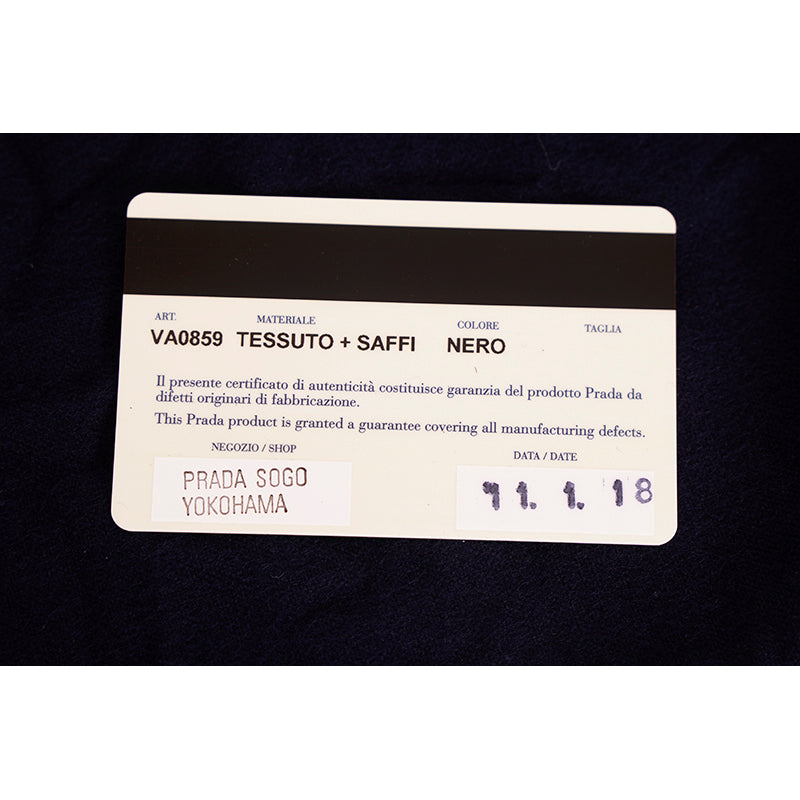 ART. MATERIALE COLORE TAGLIA
VA0859 TESSUTO + SAFFI NERO
Il presente certificato di autenticità costituisce garanzia del prodotto Prada da
difetti originari di fabbricazione.
This Prada product is granted a guarantee covering all manufacturing defects.
NEGOZIO / SHOP DATA / DATE
PRADA SOGO
YOKOHAMA
11. 1. 18